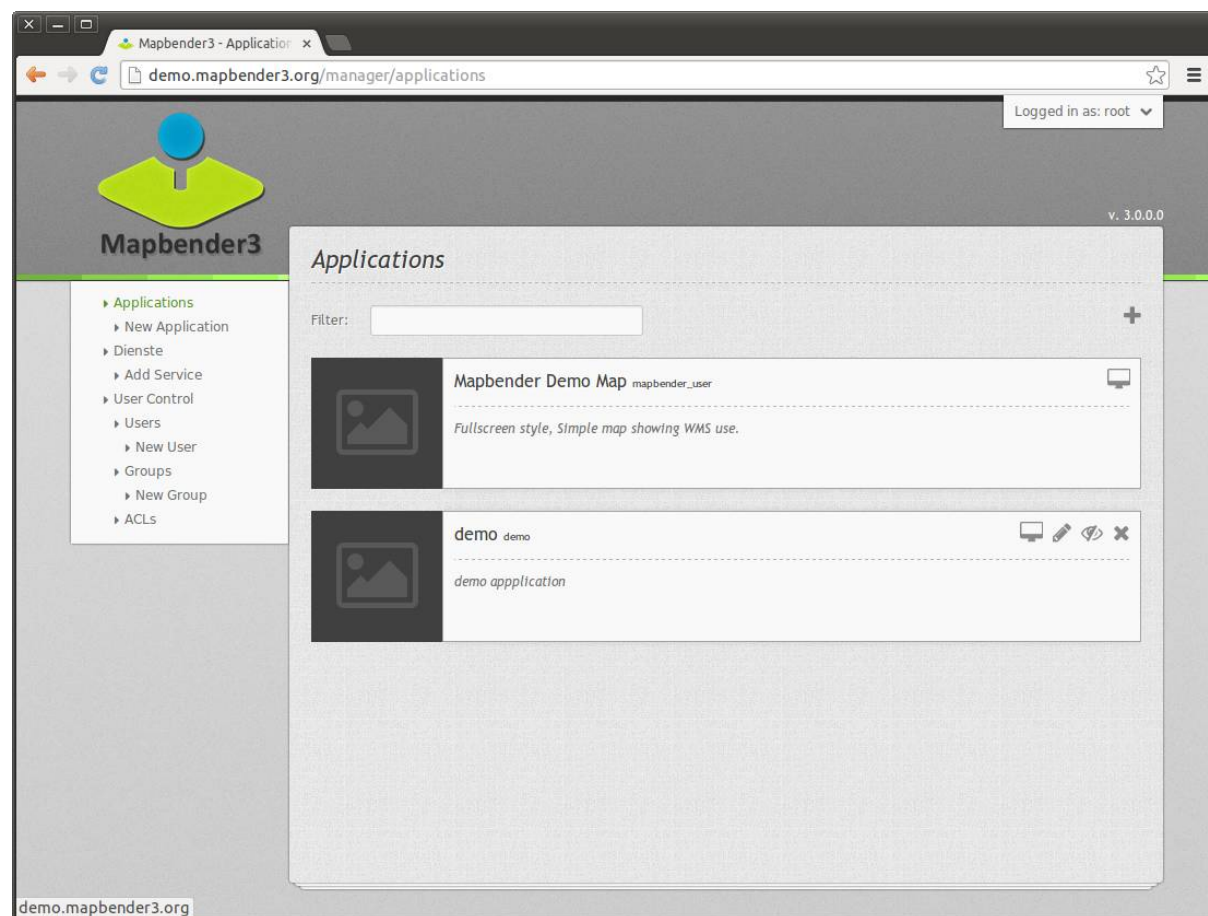 Mapbender3 - Application
demo.mapbender3.org/manager/applications
Logged in as: root
v. 3.0.0.0
Mapbender3
Applications
Applications
New Application
Dienste
Add Service
User Control
Users
New User
Groups
New Group
ACLs
Filter:
Mapbender Demo Map mapbender_user
Fullscreen style, Simple map showing WMS use.
demo demo
demo appplication
demo.mapbender3.org